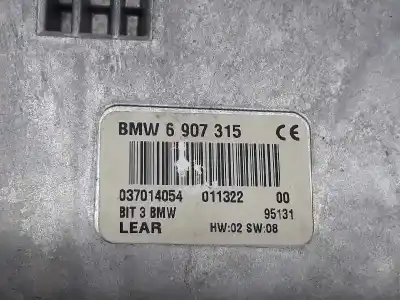 BMW 6 907 315 CE
037014054 011322 00
BIT 3 BMW 95131
LEAR HW:02 SW:08